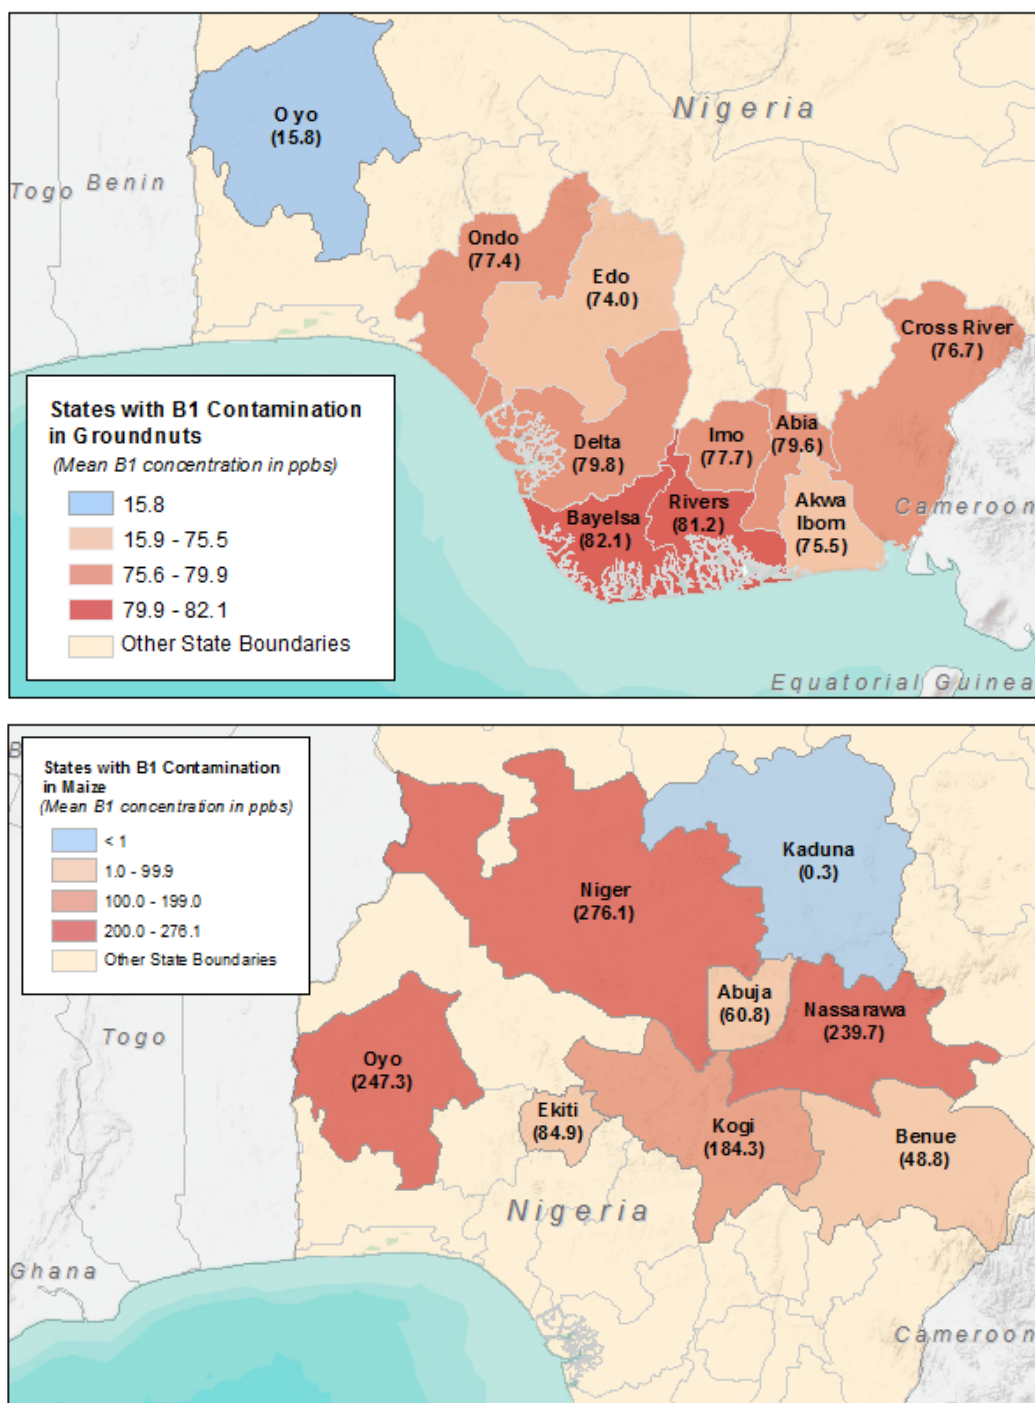 Oyo
(15.8)
Nigeria
Togo
Benin
Ondo
(77.4)
Edo
(74.0)
Cross River
(76.7)
States with B1 Contamination
in Groundnuts
(Mean B1 concentration in ppbs)
15.8
15.9 - 75.5
75.6 - 79.9
79.9 - 82.1
Other State Boundaries
Delta
(79.8)
Imo
(77.7)
Abia
(79.6)
Bayelsa
(82.1)
Rivers
(81.2)
Akwa
Ibom
(75.5)
Cameroon
Equatorial Guinea
B
States with B1 Contamination
in Maize
(Mean B1 concentration in ppbs)
< 1
1.0 - 99.9
100.0 - 199.0
200.0 - 276.1
Other State Boundaries
Kaduna
(0.3)
Niger
(276.1)
Abuja
(60.8)
Nassarawa
(239.7)
Togo
Oyo
(247.3)
Ekiti
(84.9)
Kogi
(184.3)
Benue
(48.8)
Nigeria
Ghana
Cameroon